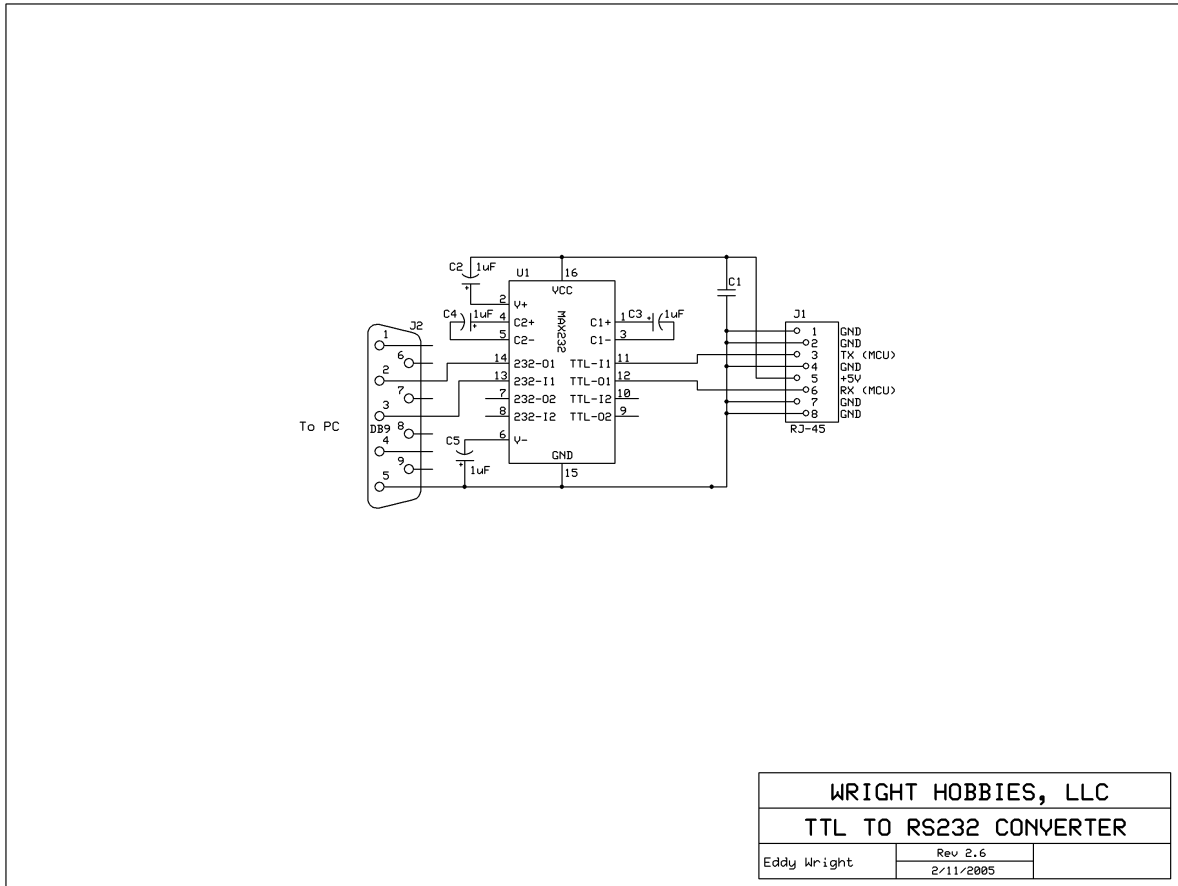 C2 1uF
U1
16
VCC
C1
2 V+
MAX232
C4 1uF
4 C2+
5 C2-
C1+ 1
C3 1uF
C1- 3
J1
1 GND
2 GND
3 TX (MCU)
4 GND
5 +5V
6 RX (MCU)
7 GND
8 GND
RJ-45
J2
1
6
2
7
3
DB9
8
4
9
5
To PC
14 232-O1
TTL-I1 11
13 232-I1
TTL-O1 12
7 232-O2
TTL-I2 10
8 232-I2
TTL-O2 9
6 V-
C5
1uF
GND
15
WRIGHT HOBBIES, LLC
TTL TO RS232 CONVERTER
Eddy Wright
Rev 2.6
2/11/2005